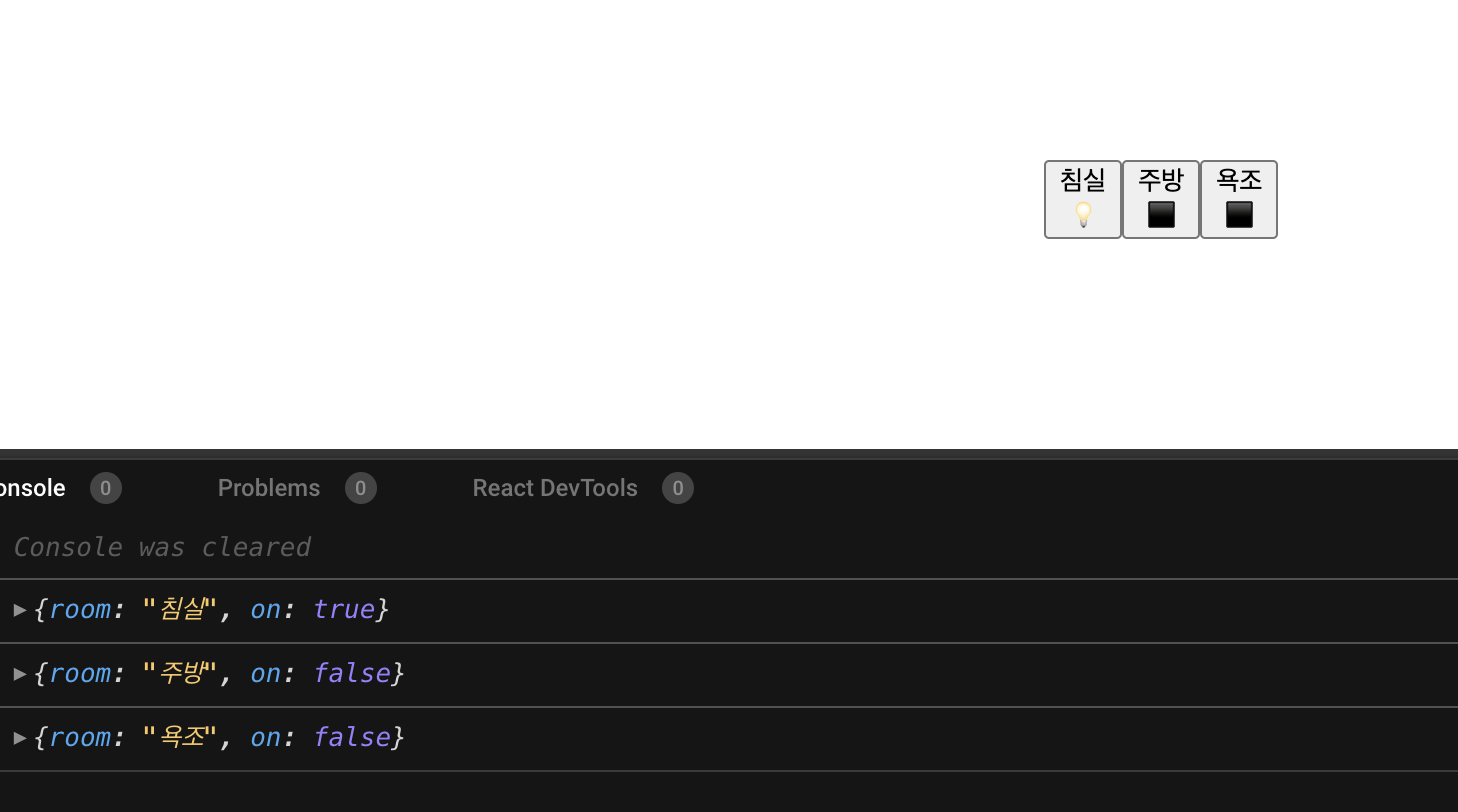 침실 주방 욕조
onsole 0 Problems 0 React DevTools 0
Console was cleared
▶{room: "침실", on: true}
▶{room: "주방", on: false}
▶{room: "욕조", on: false}